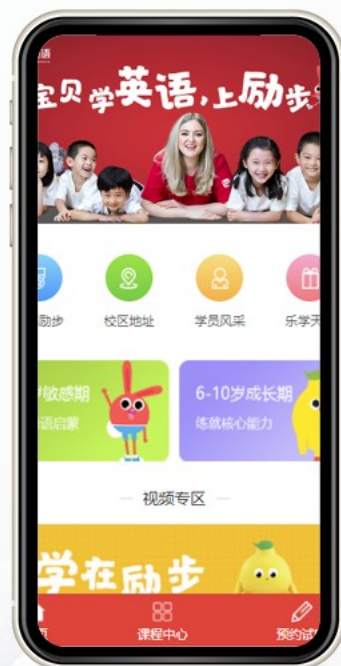 宝贝学英语,上励步
励步
校区地址
学员风采
乐学天
敏感期
语启蒙
6-10岁成长期
练就核心能力
视频专区
学在励步
页
课程中心
预约试